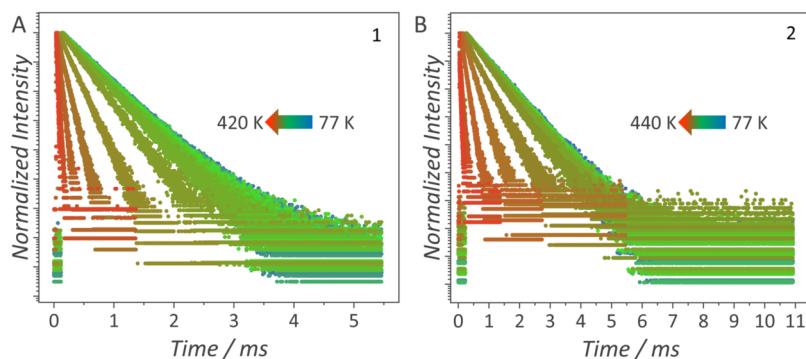 A
1
Normalized Intensity
420 K 77 K
0 1 2 3 4 5
Time / ms
B
2
Normalized Intensity
440 K 77 K
0 1 2 3 4 5 6 7 8 9 10 11
Time / ms